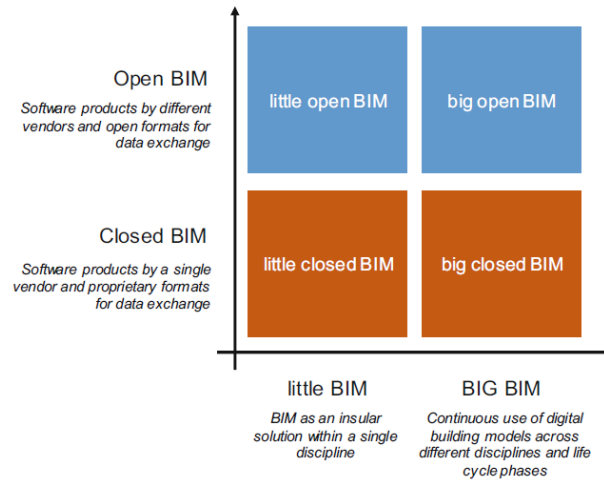 Open BIM
Software products by different
vendors and open formats for
data exchange
little open BIM
big open BIM
Closed BIM
Software products by a single
vendor and proprietary formats
for data exchange
little closed BIM
big closed BIM
little BIM
BIM as an insular
solution within a single
discipline
BIG BIM
Continuous use of digital
building models across
different disciplines and life
cycle phases